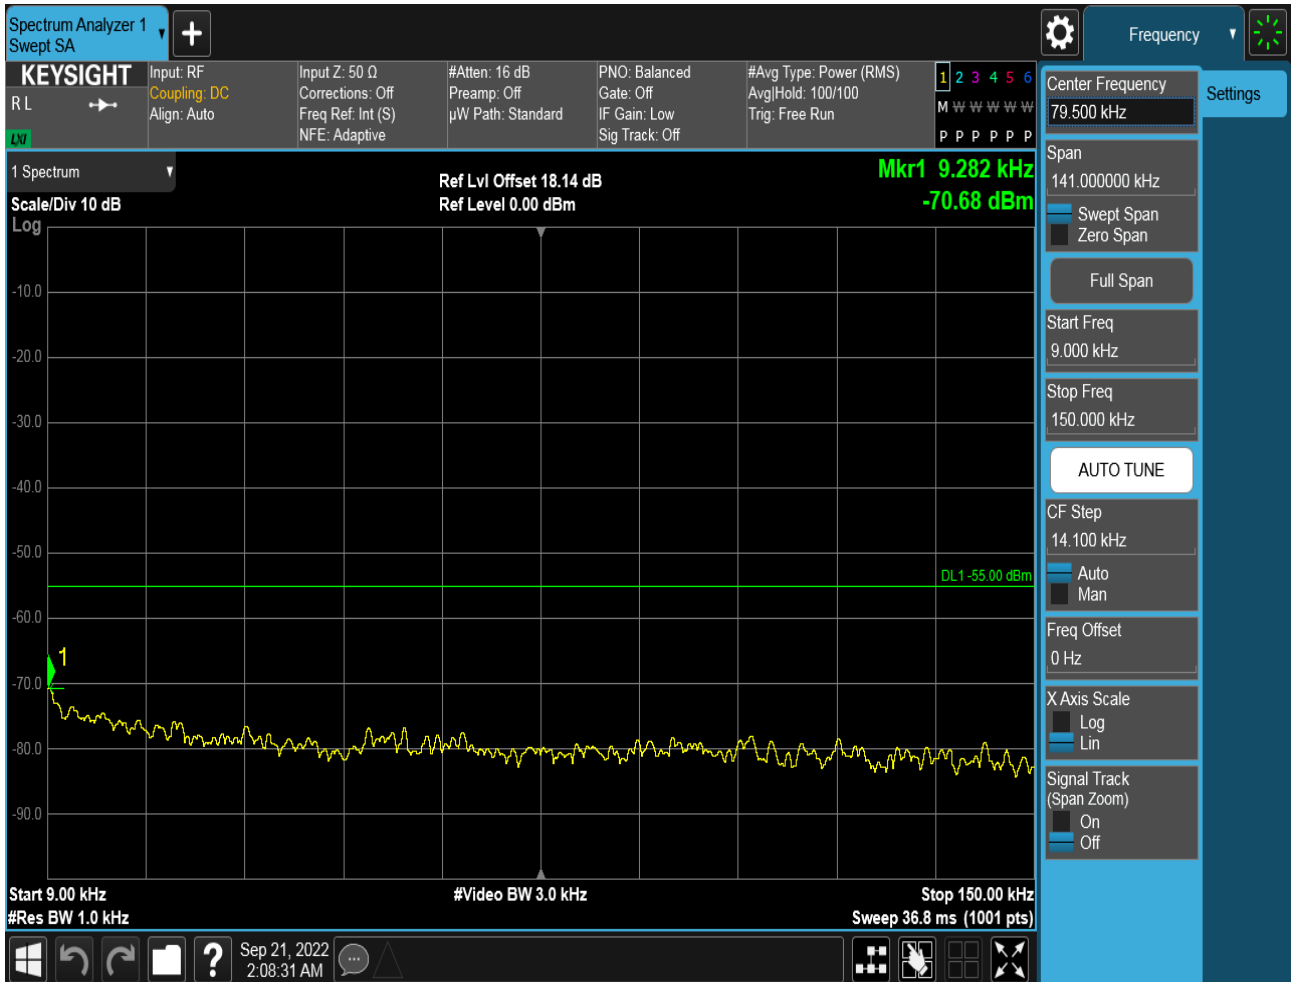 Spectrum Analyzer 1
Swept SA
Frequency
KEYSIGHT
R L
LXI
Input: RF
Coupling: DC
Align: Auto
Input Z: 50 Ω
Corrections: Off
Freq Ref: Int (S)
NFE: Adaptive
#Atten: 16 dB
Preamp: Off
µW Path: Standard
PNO: Balanced
Gate: Off
IF Gain: Low
Sig Track: Off
#Avg Type: Power (RMS)
Avg|Hold: 100/100
Trig: Free Run
1 2 3 4 5 6
M W W W W W
P P P P P P
1 Spectrum
Scale/Div 10 dB
Log
Ref Lvl Offset 18.14 dB
Ref Level 0.00 dBm
Mkr1 9.282 kHz
-70.68 dBm
-10.0
-20.0
-30.0
-40.0
-50.0
DL1 -55.00 dBm
-60.0
1
-70.0
-80.0
-90.0
Start 9.00 kHz
#Video BW 3.0 kHz
Stop 150.00 kHz
#Res BW 1.0 kHz
Sweep 36.8 ms (1001 pts)
?
Sep 21, 2022
2:08:31 AM
Center Frequency
79.500 kHz
Settings
Span
141.000000 kHz
Swept Span
Zero Span
Full Span
Start Freq
9.000 kHz
Stop Freq
150.000 kHz
AUTO TUNE
CF Step
14.100 kHz
Auto
Man
Freq Offset
0 Hz
X Axis Scale
Log
Lin
Signal Track
(Span Zoom)
On
Off